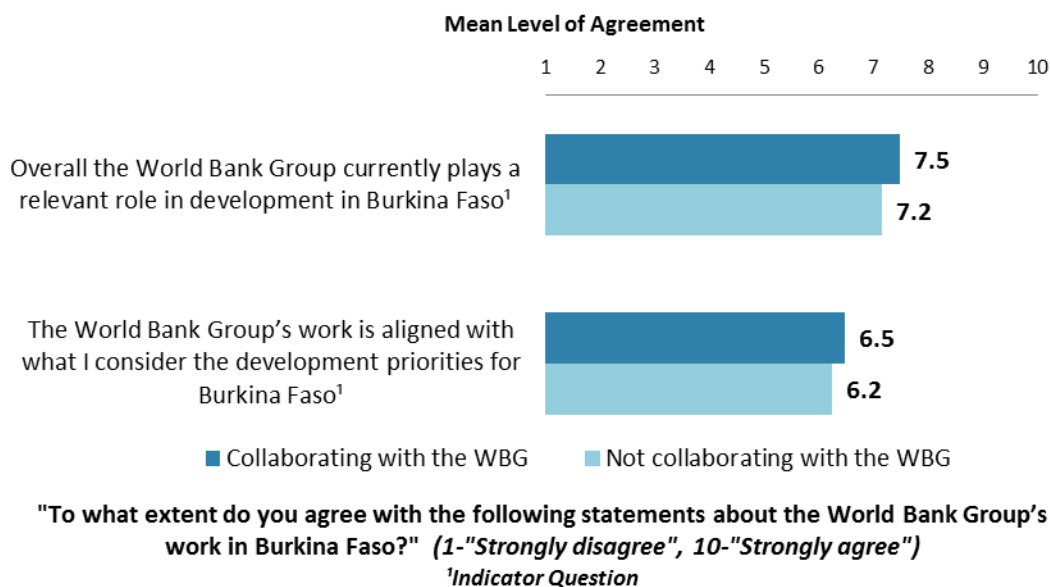 Mean Level of Agreement
1 2 3 4 5 6 7 8 9 10
Overall the World Bank Group currently plays a
relevant role in development in Burkina Faso¹
7.5
7.2
The World Bank Group’s work is aligned with
what I consider the development priorities for
Burkina Faso¹
6.5
6.2
Collaborating with the WBG Not collaborating with the WBG
"To what extent do you agree with the following statements about the World Bank Group’s
work in Burkina Faso?" (1-"Strongly disagree", 10-"Strongly agree")
¹Indicator Question